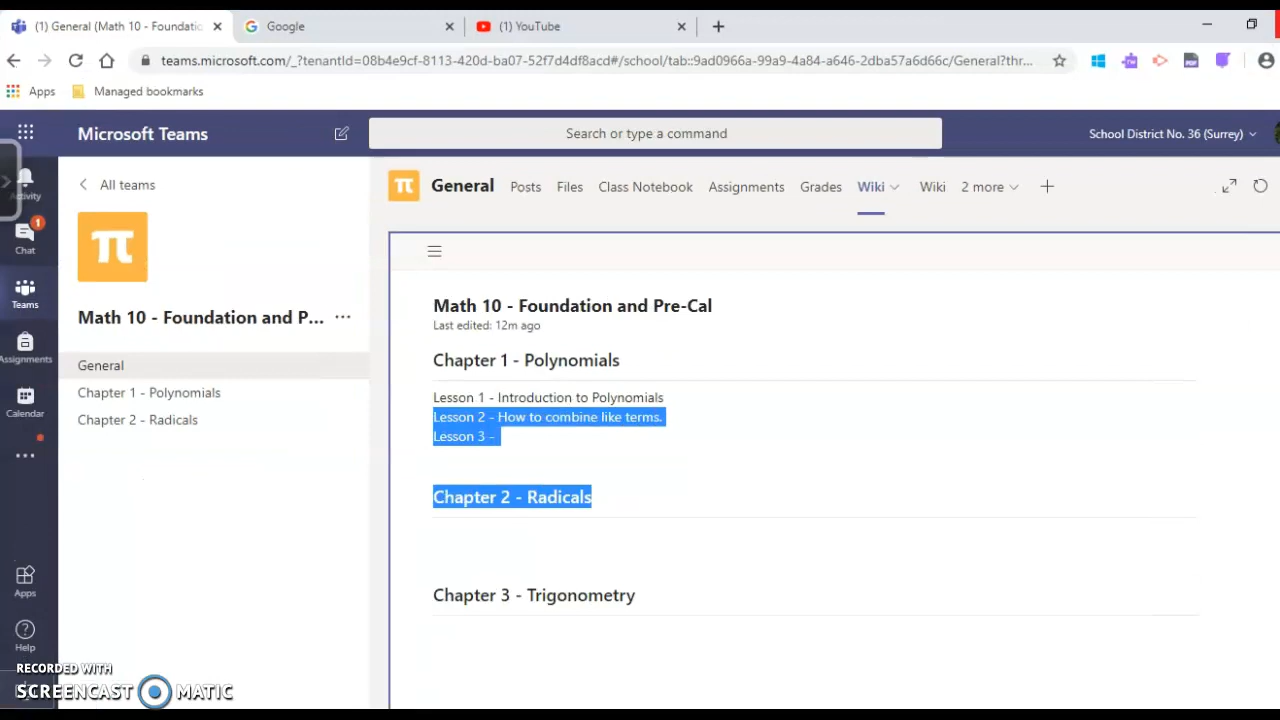 (1) General (Math 10 - Foundatio
Google
(1) YouTube
teams.microsoft.com/_?tenantId=08b4e9cf-8113-420d-ba07-52f7d4df8acd#/school/tab::9ad0966a-99a9-4a84-a646-2dba57a6d66c/General?thr...
Apps
Managed bookmarks
Microsoft Teams
Search or type a command
School District No. 36 (Surrey)
Activity
Chat
1
Teams
Assignments
Calendar
Apps
Help
All teams
π
Math 10 - Foundation and P...
General
Chapter 1 - Polynomials
Chapter 2 - Radicals
π
General
Posts
Files
Class Notebook
Assignments
Grades
Wiki
Wiki
2 more
Math 10 - Foundation and Pre-Cal
Last edited: 12m ago
Chapter 1 - Polynomials
Lesson 1 - Introduction to Polynomials
Lesson 2 - How to combine like terms.
Lesson 3 -
Chapter 2 - Radicals
Chapter 3 - Trigonometry
RECORDED WITH
SCREENCAST MATIC